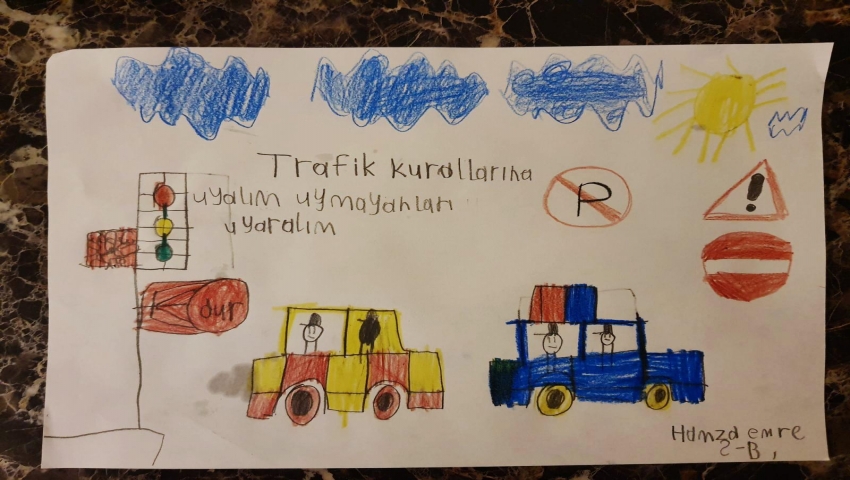 Trafik kurallarına
uyalım uymayanları
uyaralım
P
!
dur
Hamza emre
2-B,